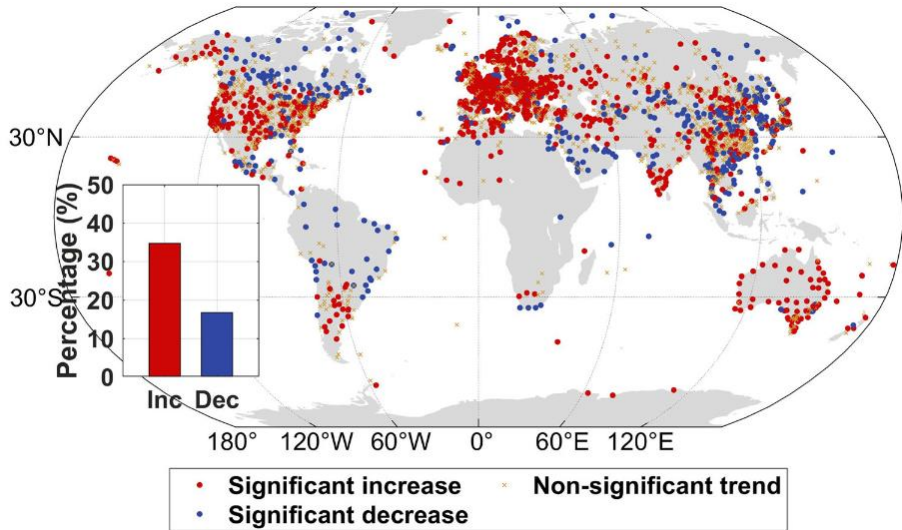 30°N
30°S
Percentage (%)
50
40
30
20
10
0
Inc Dec
180° 120°W 60°W 0° 60°E 120°E
Significant increase Non-significant trend
Significant decrease